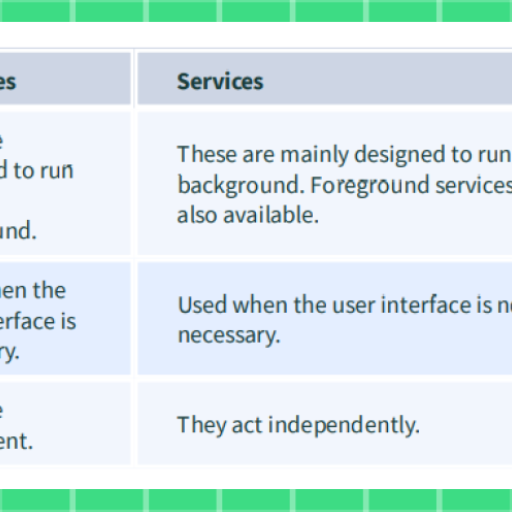 es
Services
e
d to run
und.
These are mainly designed to run
background. Foreground services
also available.
en the
erface is
ry.
Used when the user interface is n
necessary.
e
ent.
They act independently.